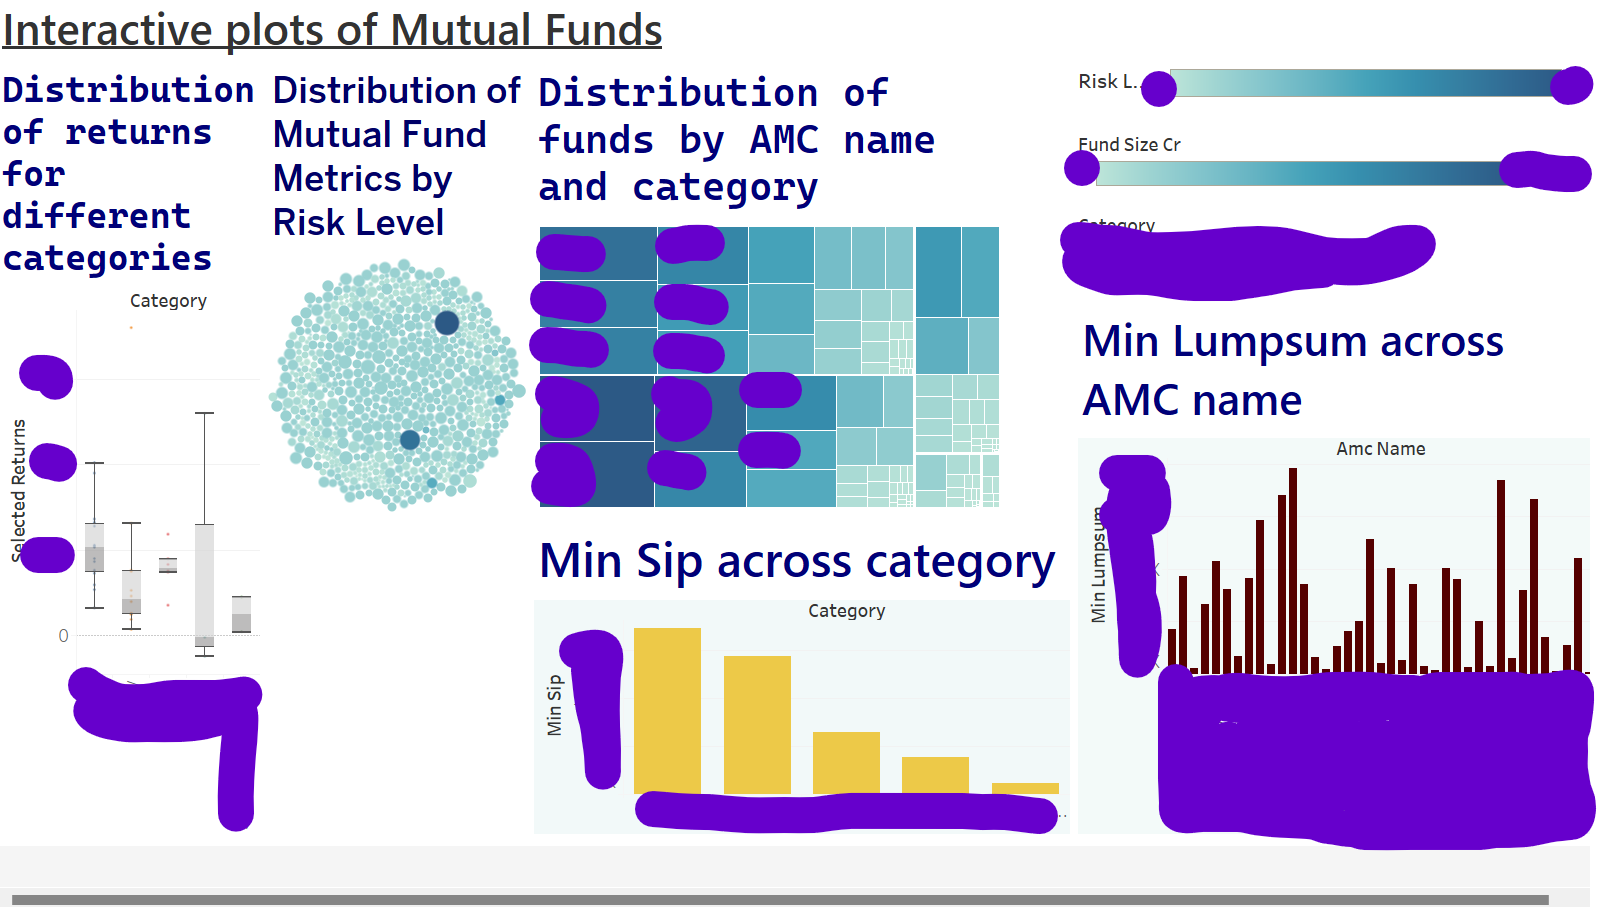 Interactive plots of Mutual Funds
Distribution
of returns
for
different
categories
Category
Selected Returns
0
Distribution of
Mutual Fund
Metrics by
Risk Level
Distribution of
funds by AMC name
and category
Min Sip across category
Category
Min Sip
Risk L..
Fund Size Cr
Category
Min Lumpsum across
AMC name
Amc Name
Min Lumpsum